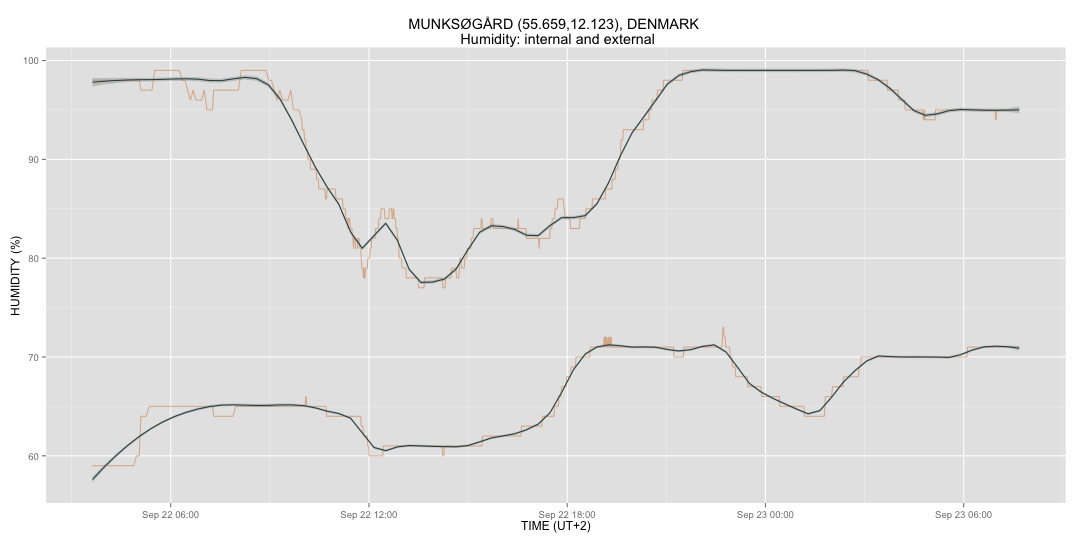 MUNKSØGÅRD (55.659,12.123), DENMARK
Humidity: internal and external
HUMIDITY (%)
100
90
80
70
60
Sep 22 06:00 Sep 22 12:00 Sep 22 18:00 Sep 23 00:00 Sep 23 06:00
TIME (UT+2)